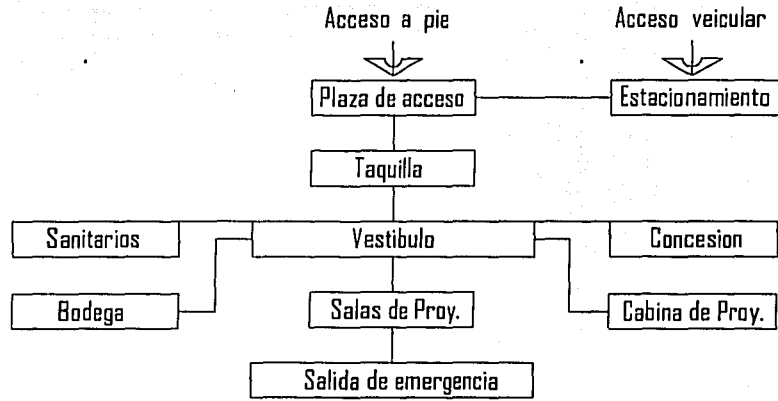 Acceso a pie
Acceso veicular
Plaza de acceso
Estacionamiento
Taquilla
Sanitarios
Vestibulo
Concesion
Bodega
Salas de Proy.
Cabina de Proy.
Salida de emergencia